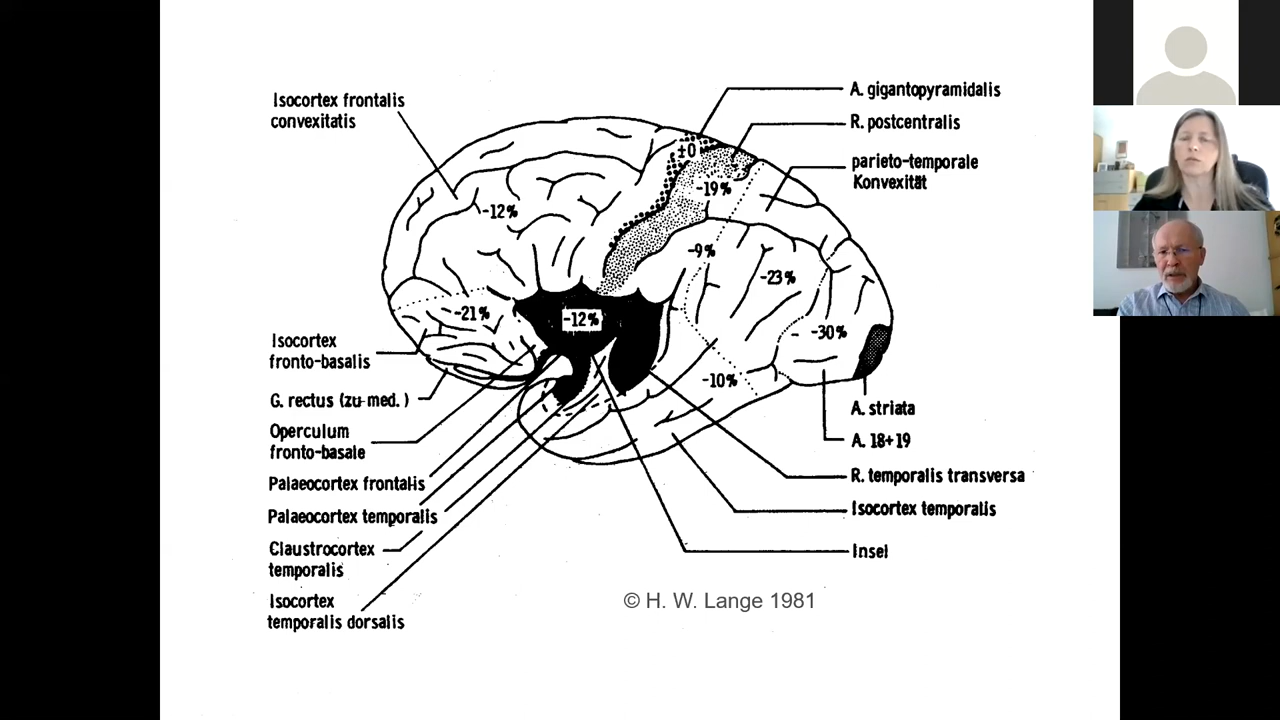 Isocortex frontalis
convexitatis
A. gigantopyramidalis
R. postcentralis
parieto-temporale
Konvexität
±0
-19%
-12%
-9%
-23%
-21%
-12%
-30%
-10%
Isocortex
fronto-basalis
G. rectus (zu med.)
Operculum
fronto-basale
Palaeocortex frontalis
Palaeocortex temporalis
Claustrocortex
temporalis
Isocortex
temporalis dorsalis
A. striata
A. 18+19
R. temporalis transversa
Isocortex temporalis
Insel
© H. W. Lange 1981